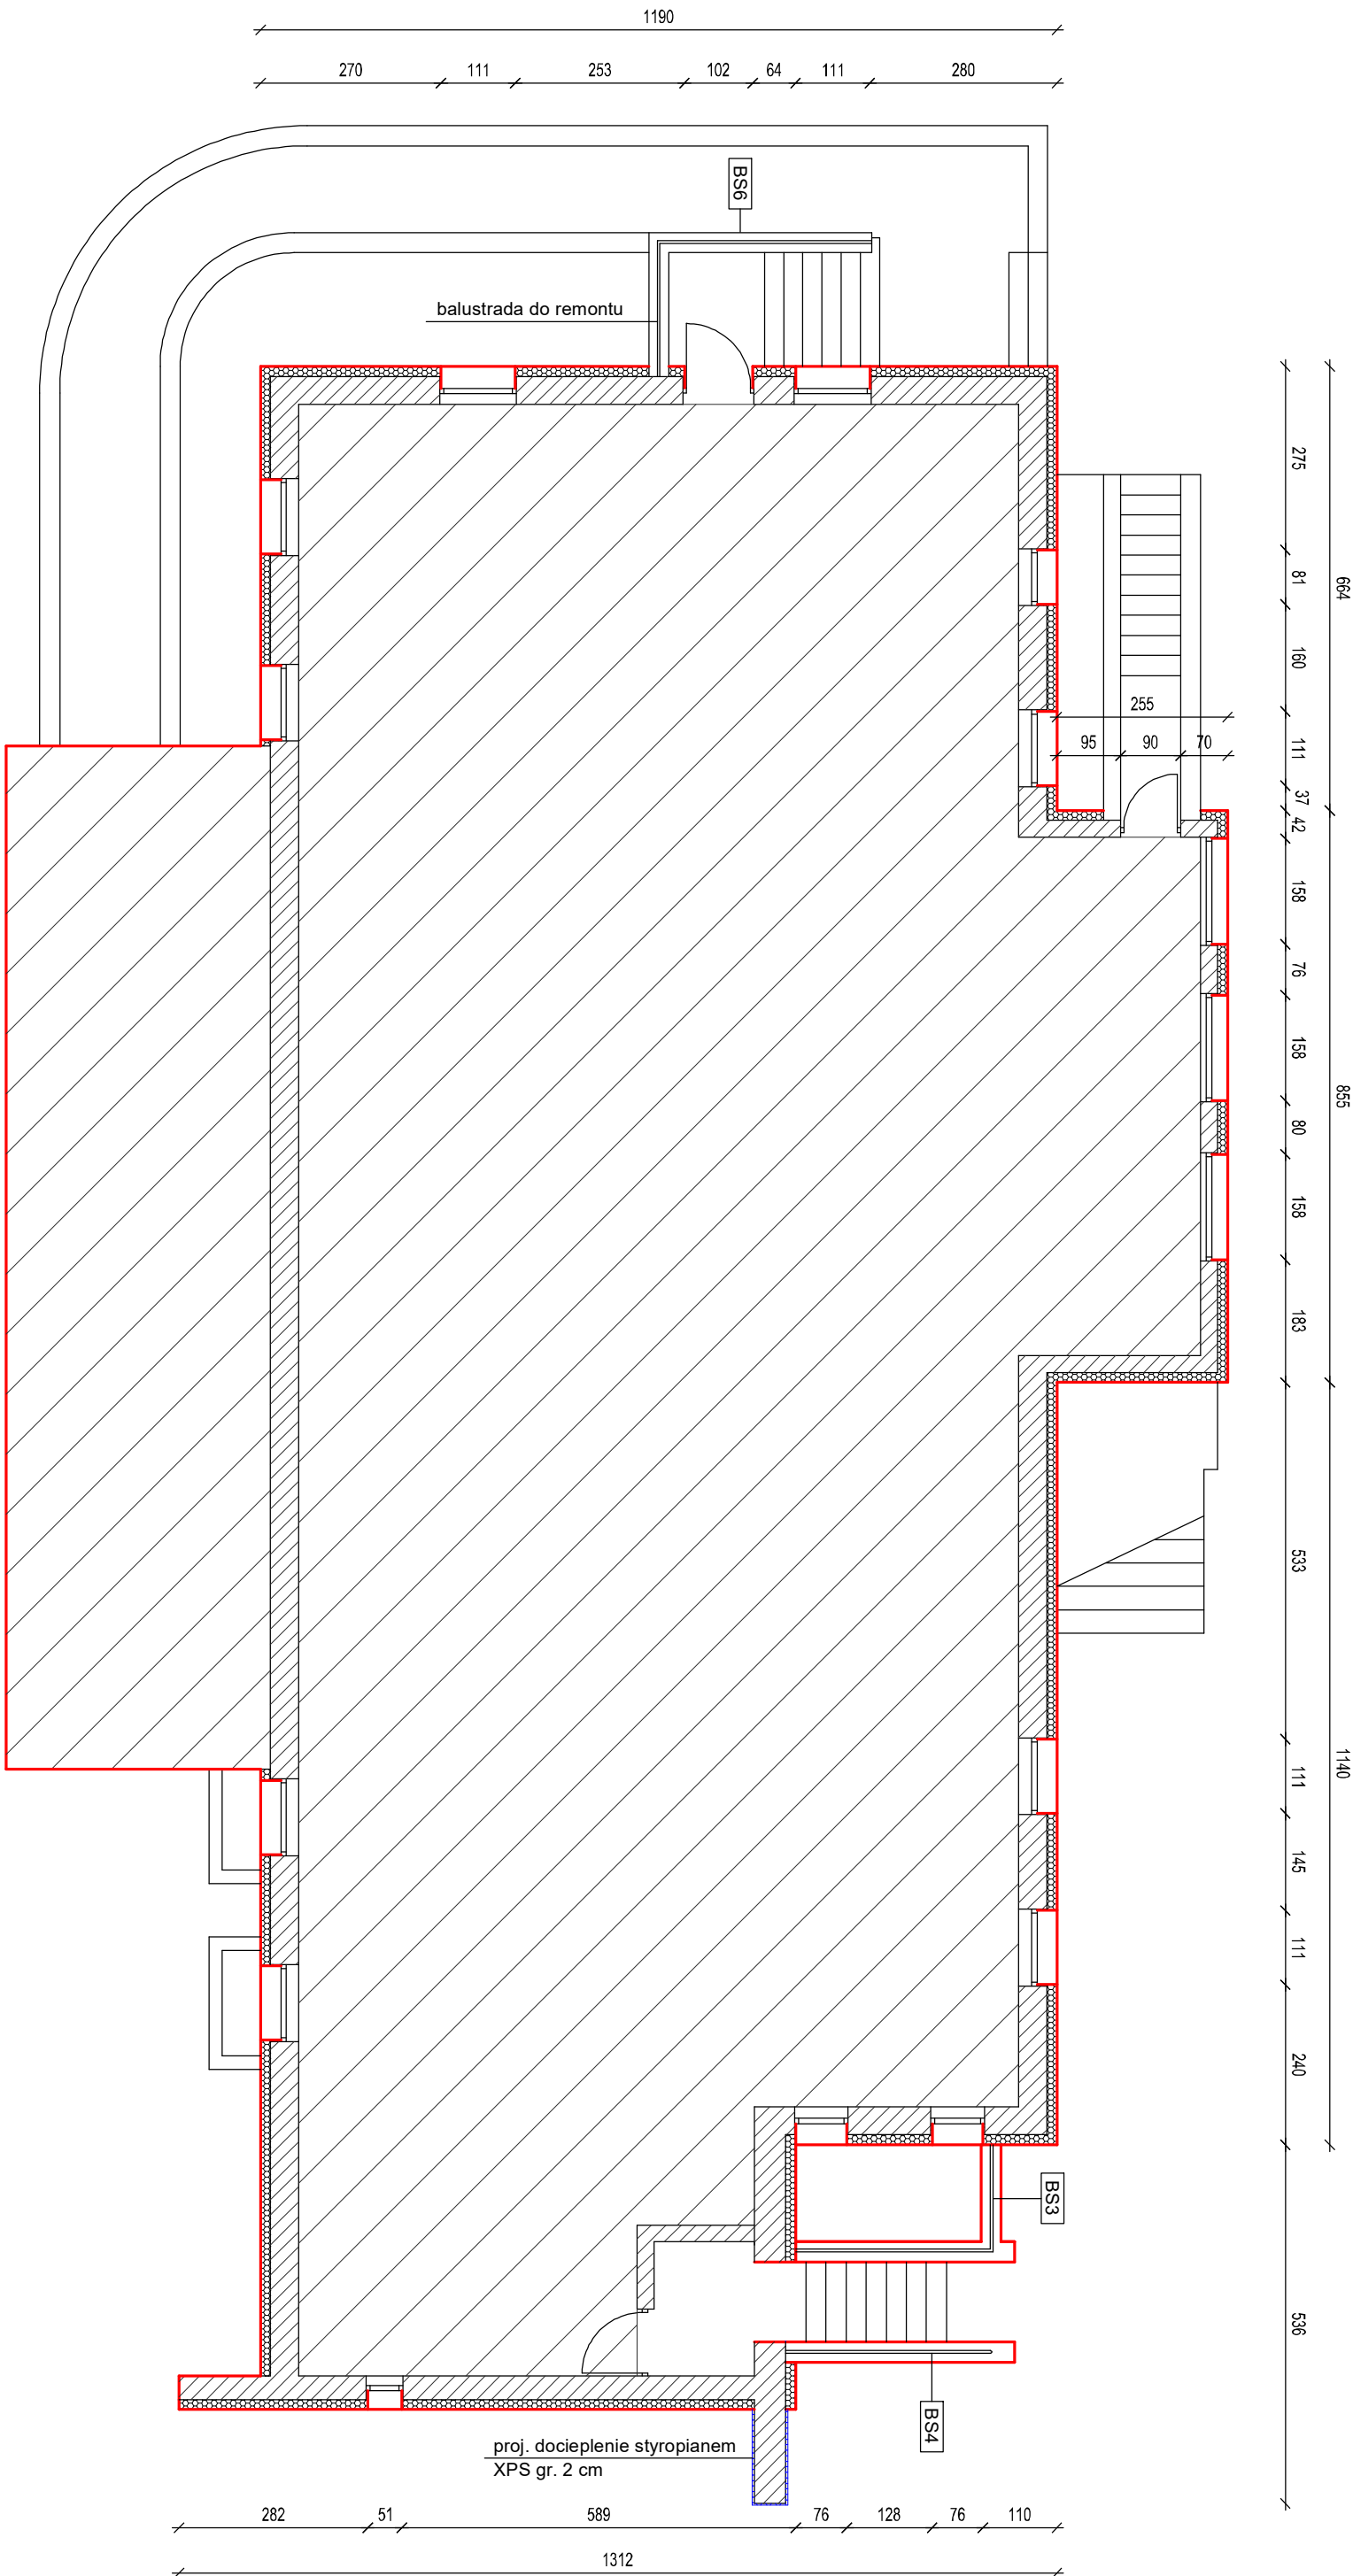 1190
270 111 253 102 64 111 280
BS6
balustrada do remontu
275
81
664
160
255
95 90 70
111
37
42
158
76
158
855
80
158
183
533
1140
111
145
111
240
BS3
536
BS4
proj. docieplenie styropianem
XPS gr. 2 cm
282 51 589 76 128 76 110
1312